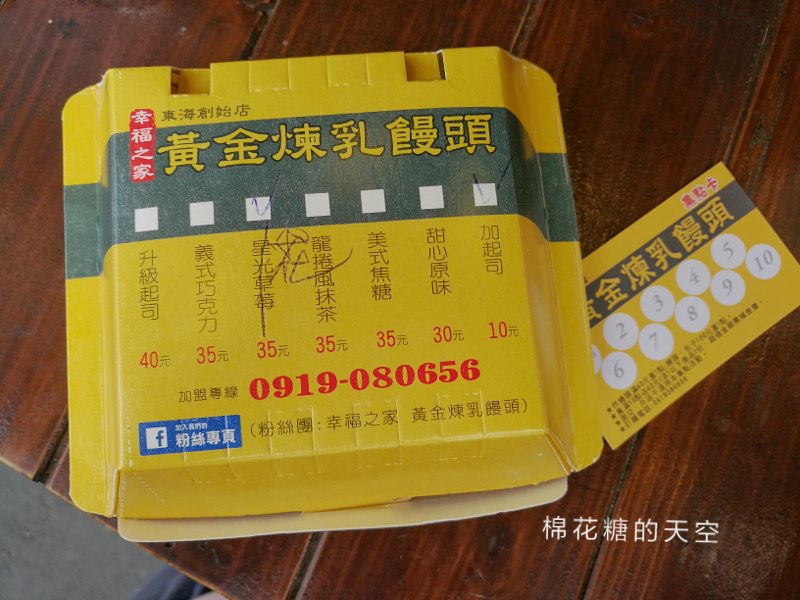 東海創始店
幸福之家
黃金煉乳饅頭
加起司
10元
甜心原味
30元
美式焦糖
35元
龍捲風抹茶
35元
星光草莓
35元
義式巧克力
35元
升級起司
40元
加盟專線 0919-080656
加入我們的
粉絲專頁
(粉絲團:幸福之家 黃金煉乳饅頭)
集點卡
黃金煉乳饅頭
2 3 4 5
6 7 8 9 10
棉花糖的天空